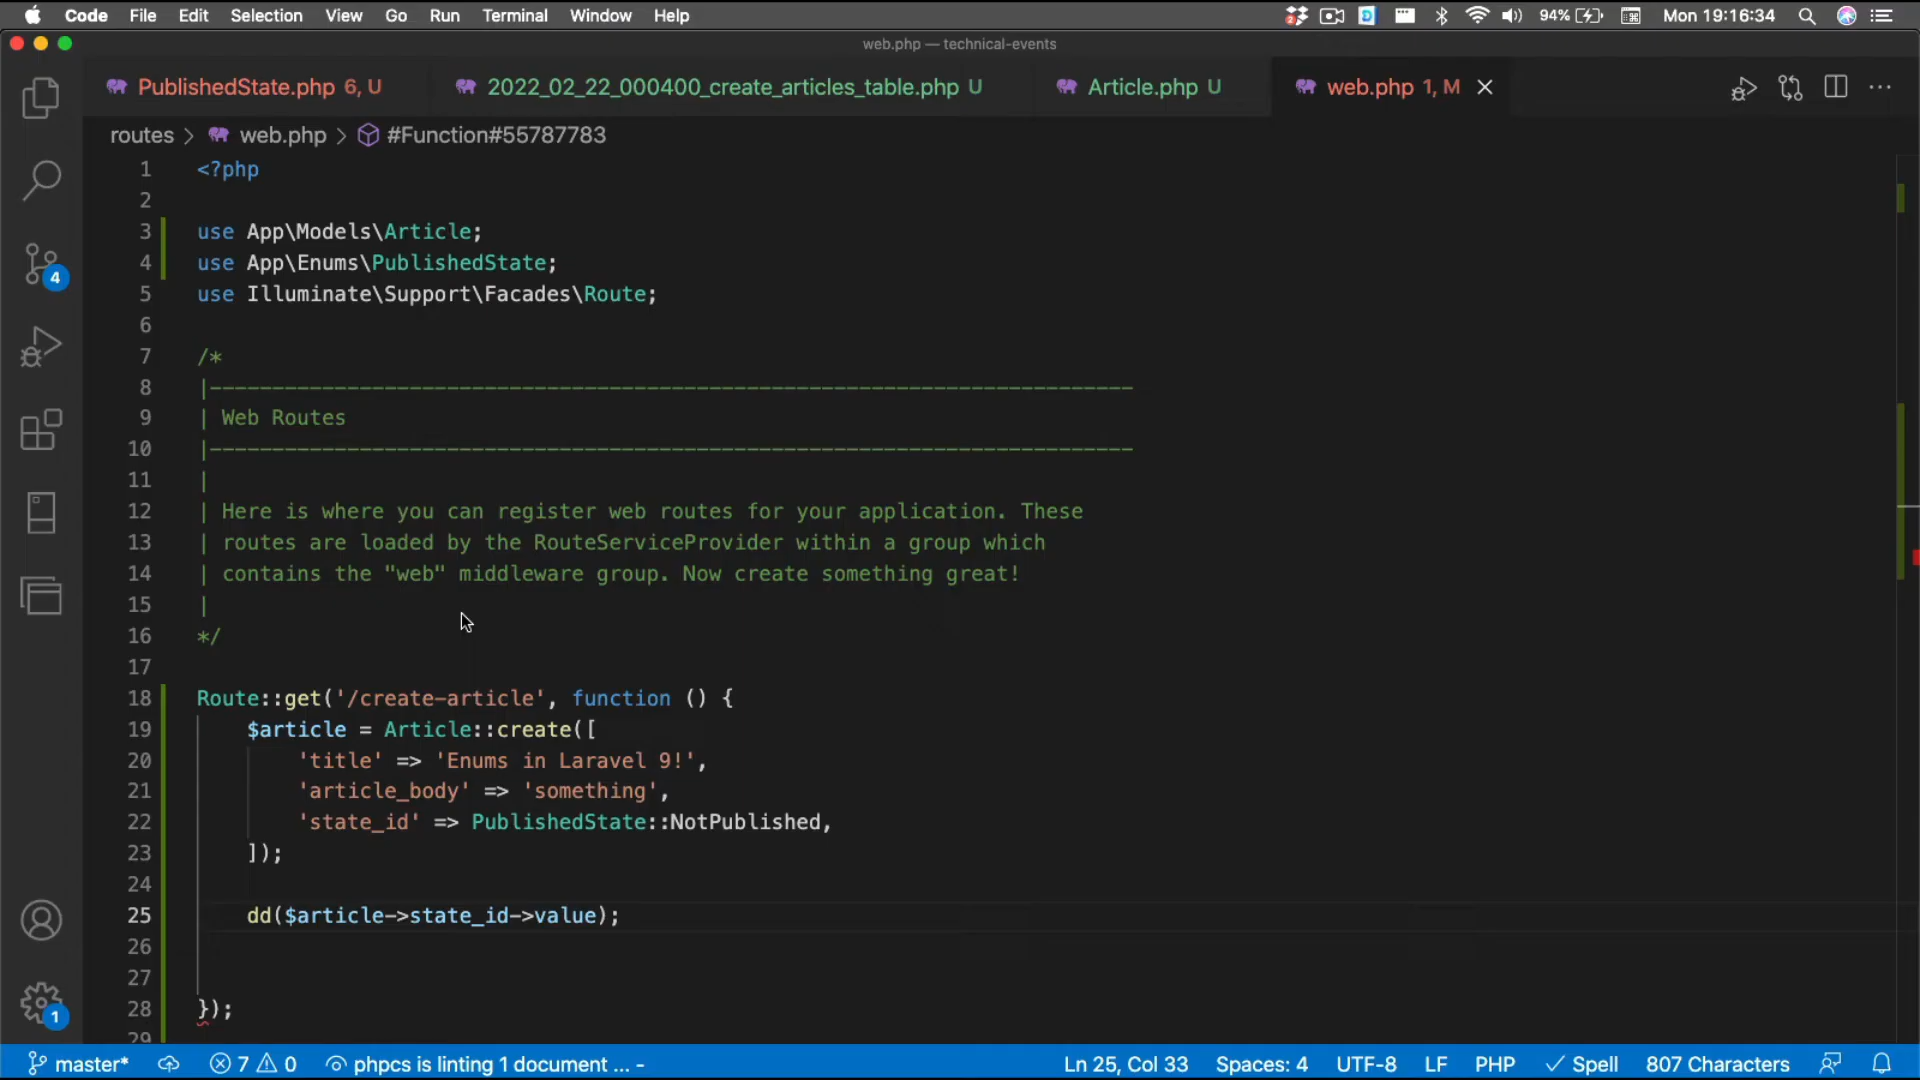 Code File Edit Selection View Go Run Terminal Window Help 94% Mon 19:16:34
web.php — technical-events
PublishedState.php 6, U 2022_02_22_000400_create_articles_table.php U Article.php U web.php 1, M
routes > web.php > #Function#55787783
1 <?php
2
3 use App\Models\Article;
4 use App\Enums\PublishedState;
5 use Illuminate\Support\Facades\Route;
6
7 /*
8 |--------------------------------------------------------------------------
9 | Web Routes
10 |--------------------------------------------------------------------------
11 |
12 | Here is where you can register web routes for your application. These
13 | routes are loaded by the RouteServiceProvider within a group which
14 | contains the "web" middleware group. Now create something great!
15 |
16 */
17
18 Route::get('/create-article', function () {
19 $article = Article::create([
20 'title' => 'Enums in Laravel 9!',
21 'article_body' => 'something',
22 'state_id' => PublishedState::NotPublished,
23 ]);
24
25 dd($article->state_id->value);
26
27
28 });
29
4
1
master* 7 0 phpcs is linting 1 document ... - Ln 25, Col 33 Spaces: 4 UTF-8 LF PHP Spell 807 Characters